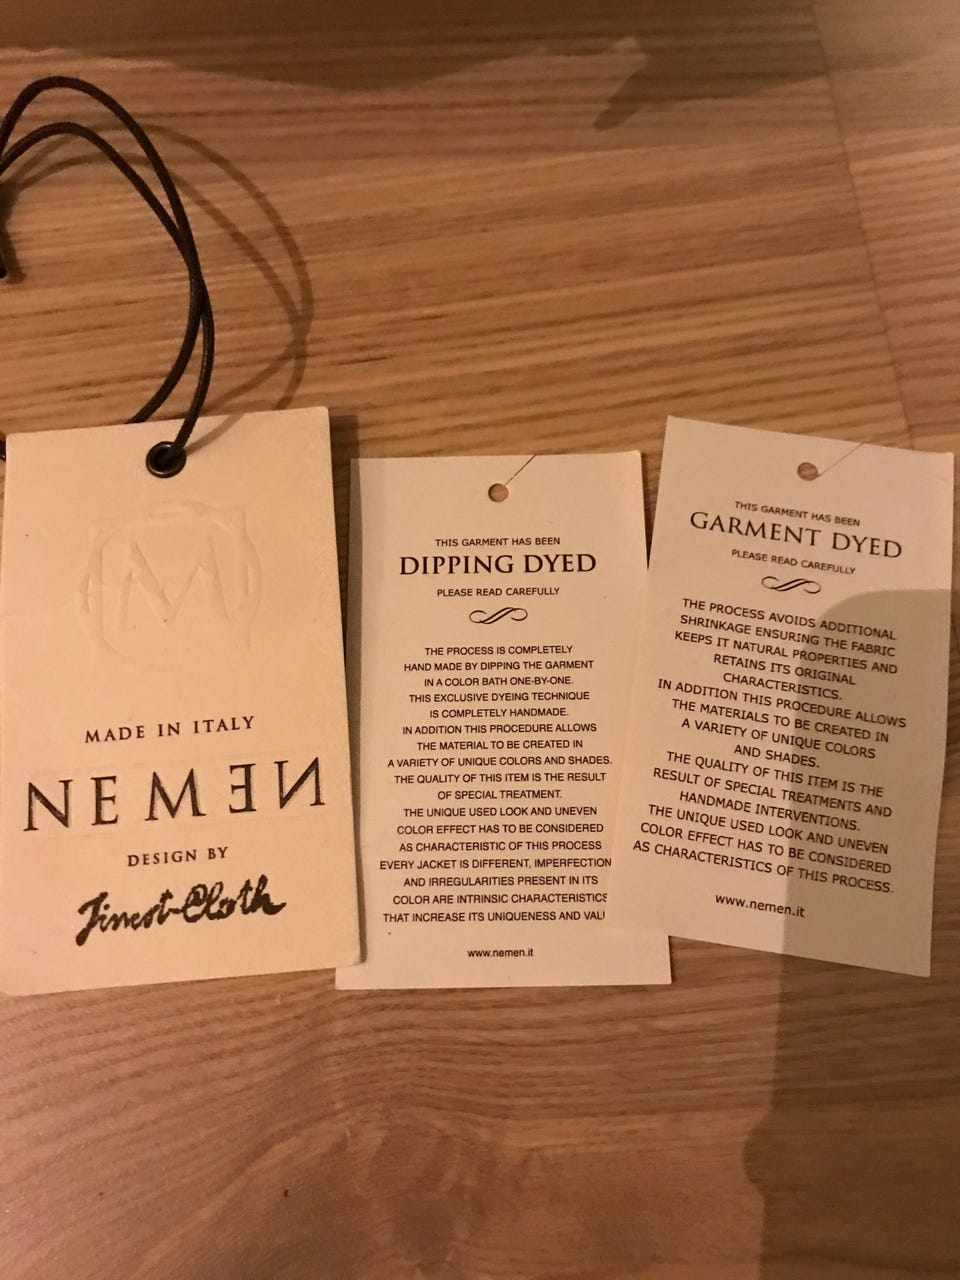 M
MADE IN ITALY
NEMƎИ
DESIGN BY
Finest-Cloth
THIS GARMENT HAS BEEN
DIPPING DYED
PLEASE READ CAREFULLY
THE PROCESS IS COMPLETELY
HAND MADE BY DIPPING THE GARMENT
IN A COLOR BATH ONE-BY-ONE.
THIS EXCLUSIVE DYEING TECHNIQUE
IS COMPLETELY HANDMADE.
IN ADDITION THIS PROCEDURE ALLOWS
THE MATERIAL TO BE CREATED IN
A VARIETY OF UNIQUE COLORS AND SHADES.
THE QUALITY OF THIS ITEM IS THE RESULT
OF SPECIAL TREATMENT.
THE UNIQUE USED LOOK AND UNEVEN
COLOR EFFECT HAS TO BE CONSIDERED
AS CHARACTERISTIC OF THIS PROCESS
EVERY JACKET IS DIFFERENT, IMPERFECTION
AND IRREGULARITIES PRESENT IN ITS
COLOR ARE INTRINSIC CHARACTERISTICS
THAT INCREASE ITS UNIQUENESS AND VALU
www.nemen.it
THIS GARMENT HAS BEEN
GARMENT DYED
PLEASE READ CAREFULLY
THE PROCESS AVOIDS ADDITIONAL
SHRINKAGE ENSURING THE FABRIC
KEEPS IT NATURAL PROPERTIES AND
RETAINS ITS ORIGINAL
CHARACTERISTICS.
IN ADDITION THIS PROCEDURE ALLOWS
THE MATERIALS TO BE CREATED IN
A VARIETY OF UNIQUE COLORS
AND SHADES.
THE QUALITY OF THIS ITEM IS THE
RESULT OF SPECIAL TREATMENTS AND
HANDMADE INTERVENTIONS.
THE UNIQUE USED LOOK AND UNEVEN
COLOR EFFECT HAS TO BE CONSIDERED
AS CHARACTERISTICS OF THIS PROCESS.
www.nemen.it